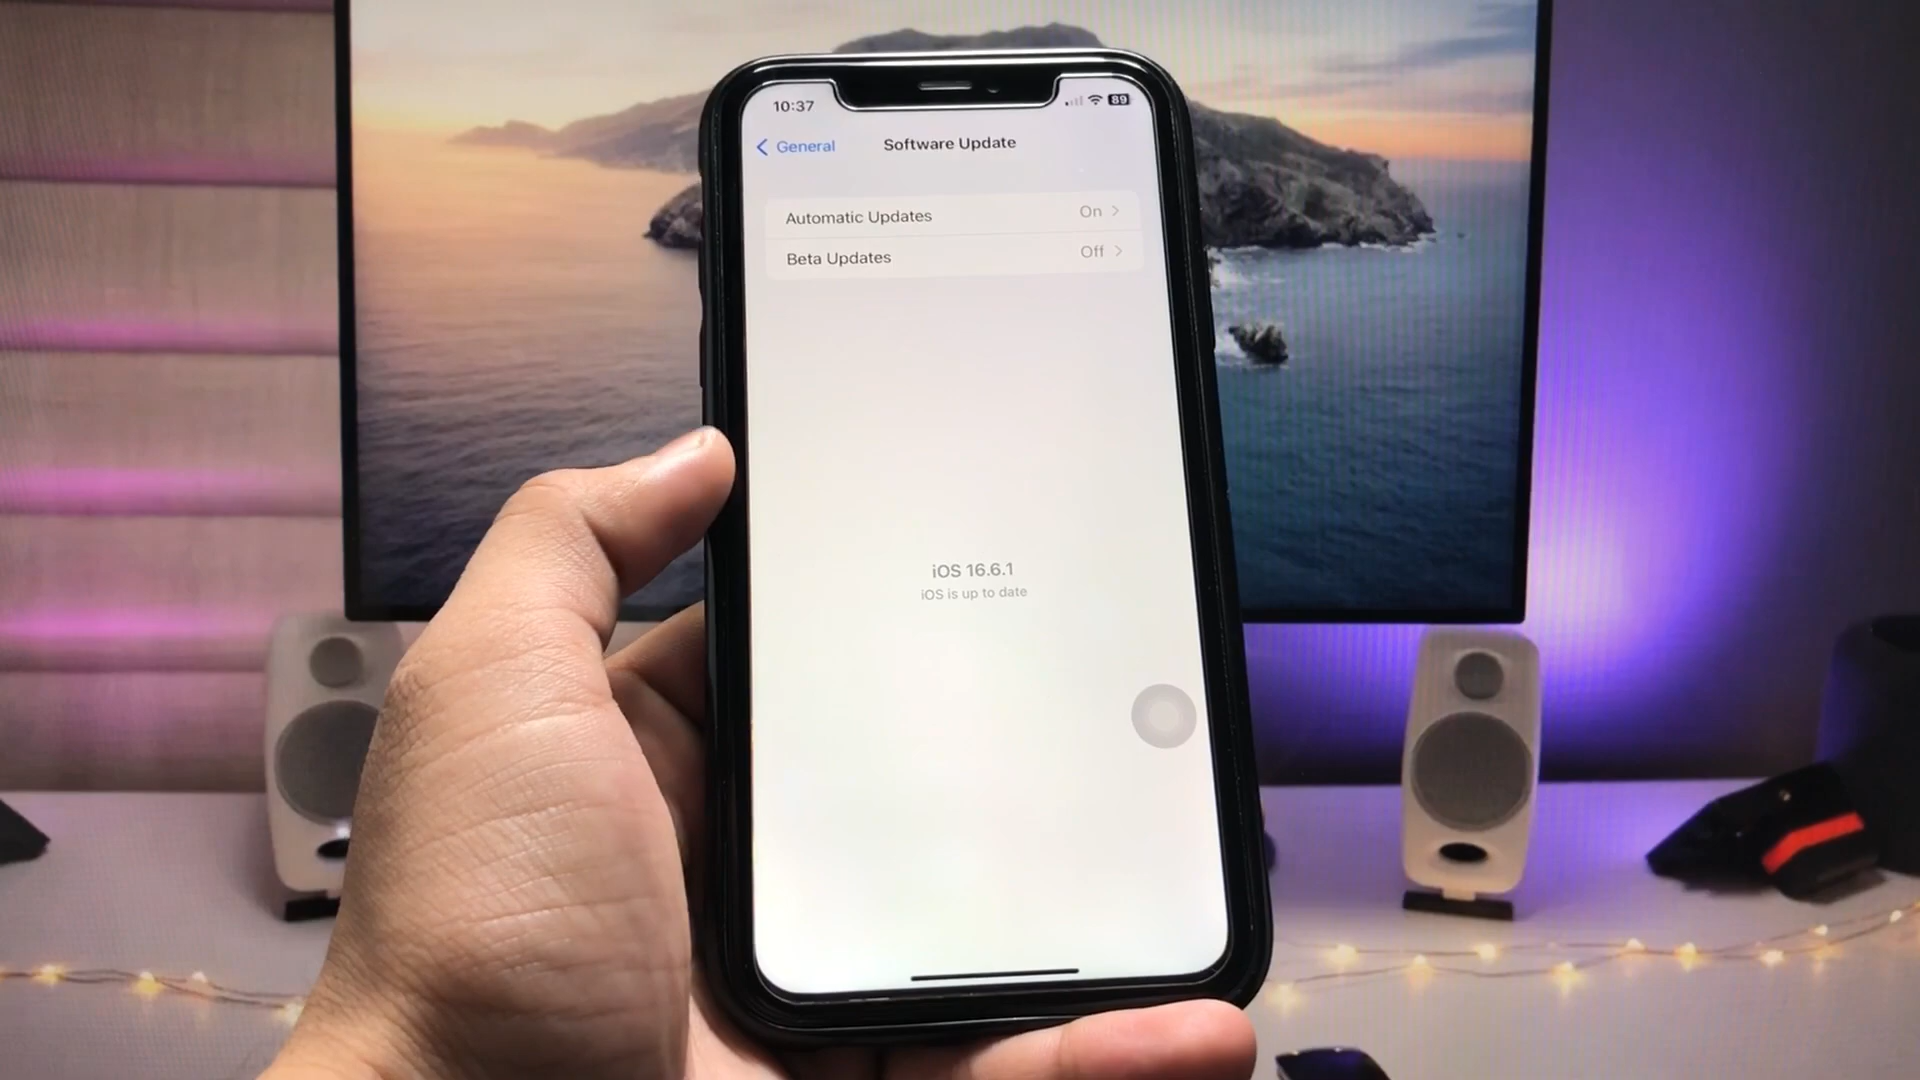 10:37
89
General
Software Update
Automatic Updates On
Beta Updates Off
iOS 16.6.1
iOS is up to date